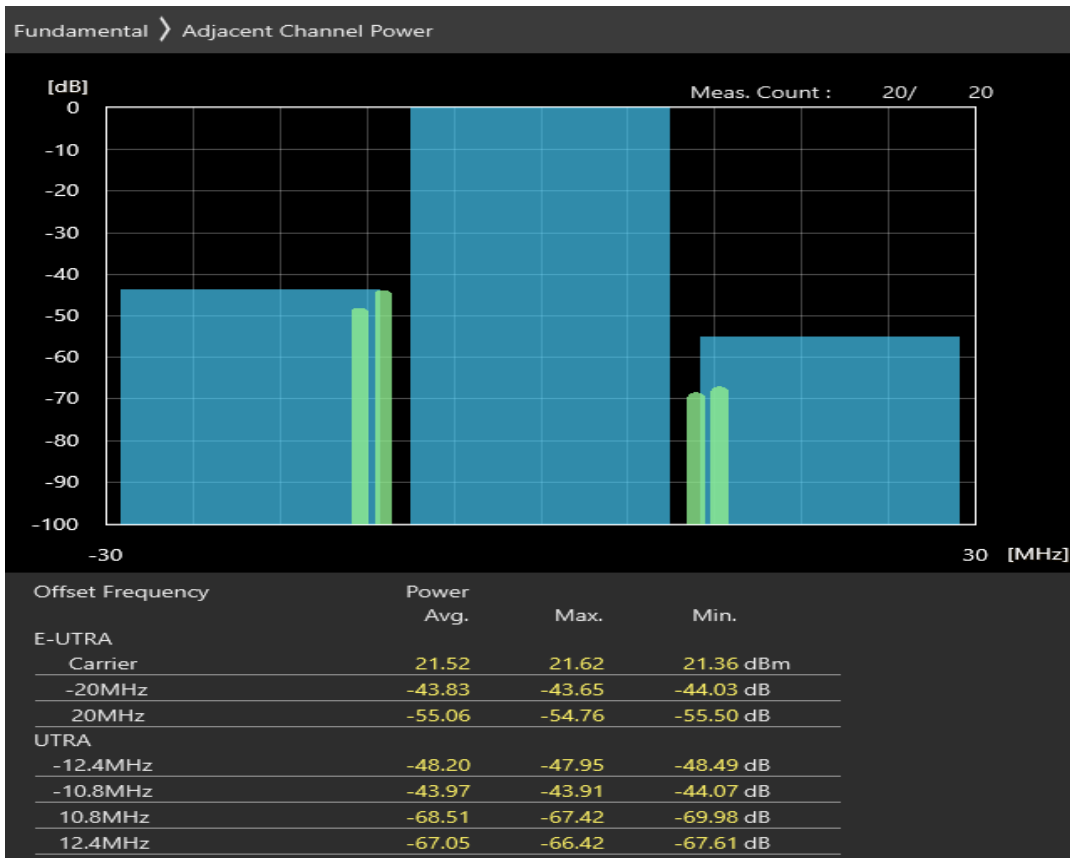 Fundamental 〉 Adjacent Channel Power
[dB]
Meas. Count : 20/ 20
0
-10
-20
-30
-40
-50
-60
-70
-80
-90
-100
-30 30 [MHz]
Offset Frequency Power
Avg. Max. Min.
E-UTRA
Carrier 21.52 21.62 21.36 dBm
-20MHz -43.83 -43.65 -44.03 dB
20MHz -55.06 -54.76 -55.50 dB
UTRA
-12.4MHz -48.20 -47.95 -48.49 dB
-10.8MHz -43.97 -43.91 -44.07 dB
10.8MHz -68.51 -67.42 -69.98 dB
12.4MHz -67.05 -66.42 -67.61 dB